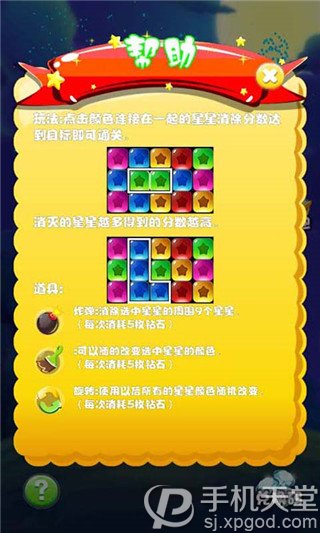 帮助
玩法:点击颜色连接在一起的星星消除分数达
到目标即可通关。
消灭的星星越多得到的分数越高。
道具:
炸弹:消除选中星星的周围9个星星。
(每次消耗5枚钻石)
:可以随的改变选中星星的颜色。
(每次消耗5枚钻石)
旋转:使用以后所有的星星颜色随机改变。
(每次消耗5枚钻石)
?
手机天堂
sj.xpgod.com